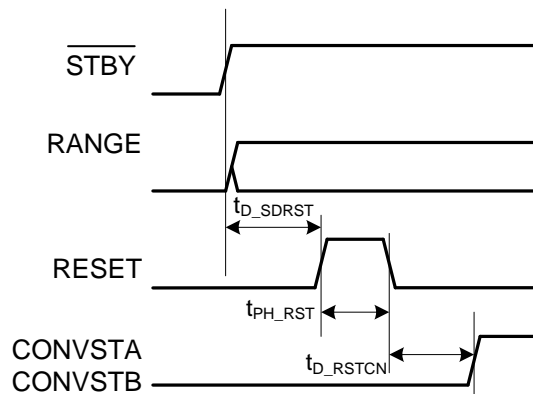 STBY
RANGE
tD_SDRST
RESET
tPH_RST
CONVSTA
tD_RSTCN
CONVSTB